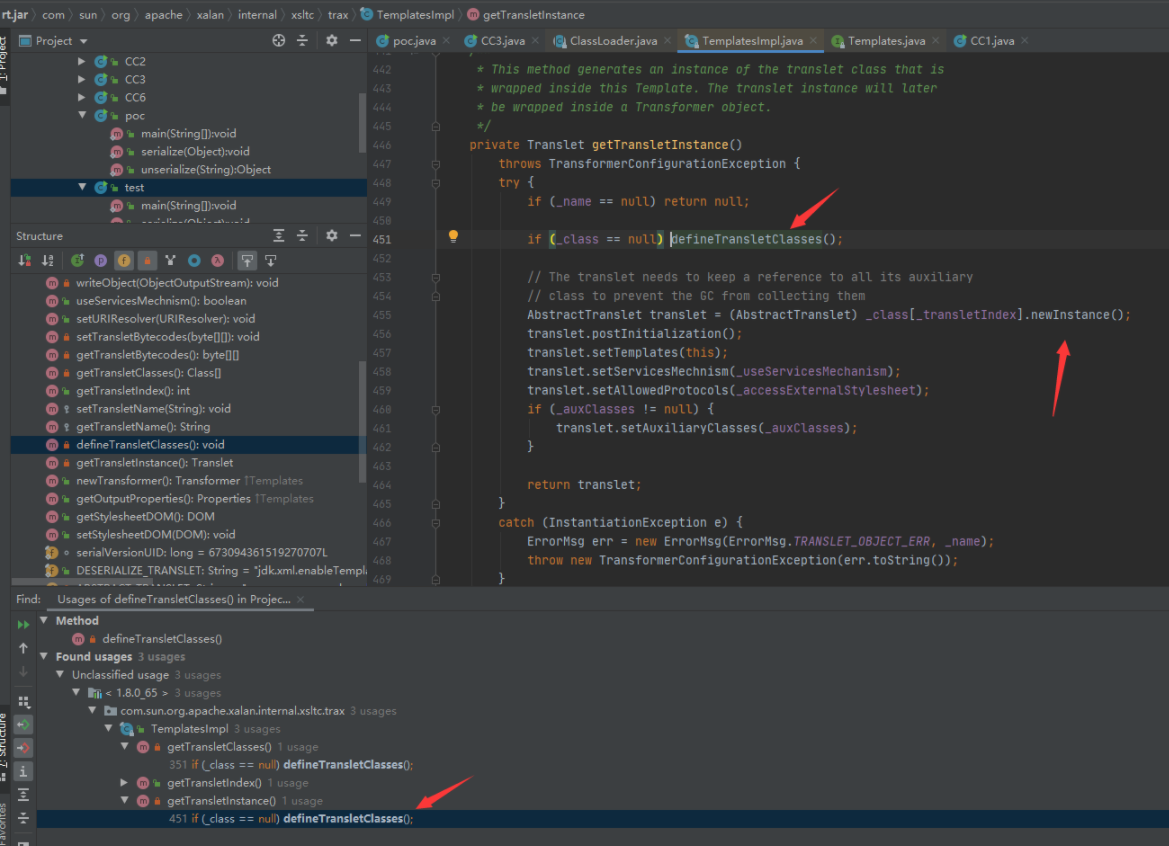 rt.jar com sun org apache xalan internal xsltc trax TemplatesImpl getTransletInstance
Project
poc.java CC3.java ClassLoader.java TemplatesImpl.java Templates.java CC1.java
CC2
CC3
CC6
poc
main(String[]):void
serialize(Object):void
unserialize(String):Object
test
main(String[]):void
Structure
writeObject(ObjectOutputStream): void
useServicesMechnism(): boolean
setURIResolver(URIResolver): void
setTransletBytecodes(byte[][]): void
getTransletBytecodes(): byte[][]
getTransletClasses(): Class[]
getTransletIndex(): int
setTransletName(String): void
getTransletName(): String
defineTransletClasses(): void
getTransletInstance(): Translet
newTransformer(): Transformer ↑Templates
getOutputProperties(): Properties ↑Templates
getStylesheetDOM(): DOM
setStylesheetDOM(DOM): void
serialVersionUID: long = 673094361519270707L
DESERIALIZE_TRANSLET: String = "jdk.xml.enableTempl
442 * This method generates an instance of the translet class that is
443 * wrapped inside this Template. The translet instance will later
444 * be wrapped inside a Transformer object.
445 */
446 private Translet getTransletInstance()
447 throws TransformerConfigurationException {
448 try {
449 if (_name == null) return null;
450
451 if (_class == null) defineTransletClasses();
452
453 // The translet needs to keep a reference to all its auxiliary
454 // class to prevent the GC from collecting them
455 AbstractTranslet translet = (AbstractTranslet) _class[_transletIndex].newInstance();
456 translet.postInitialization();
457 translet.setTemplates(this);
458 translet.setServicesMechnism(_useServicesMechanism);
459 translet.setAllowedProtocols(_accessExternalStylesheet);
460 if (_auxClasses != null) {
461 translet.setAuxiliaryClasses(_auxClasses);
462 }
463
464 return translet;
465 }
466 catch (InstantiationException e) {
467 ErrorMsg err = new ErrorMsg(ErrorMsg.TRANSLET_OBJECT_ERR, _name);
468 throw new TransformerConfigurationException(err.toString());
469 }
Find: Usages of defineTransletClasses() in Projec...
Method
defineTransletClasses()
Found usages 3 usages
Unclassified usage 3 usages
< 1.8.0_65 > 3 usages
com.sun.org.apache.xalan.internal.xsltc.trax 3 usages
TemplatesImpl 3 usages
getTransletClasses() 1 usage
351 if (_class == null) defineTransletClasses();
getTransletIndex() 1 usage
getTransletInstance() 1 usage
451 if (_class == null) defineTransletClasses();
1: Project
7: Structure
Favorites